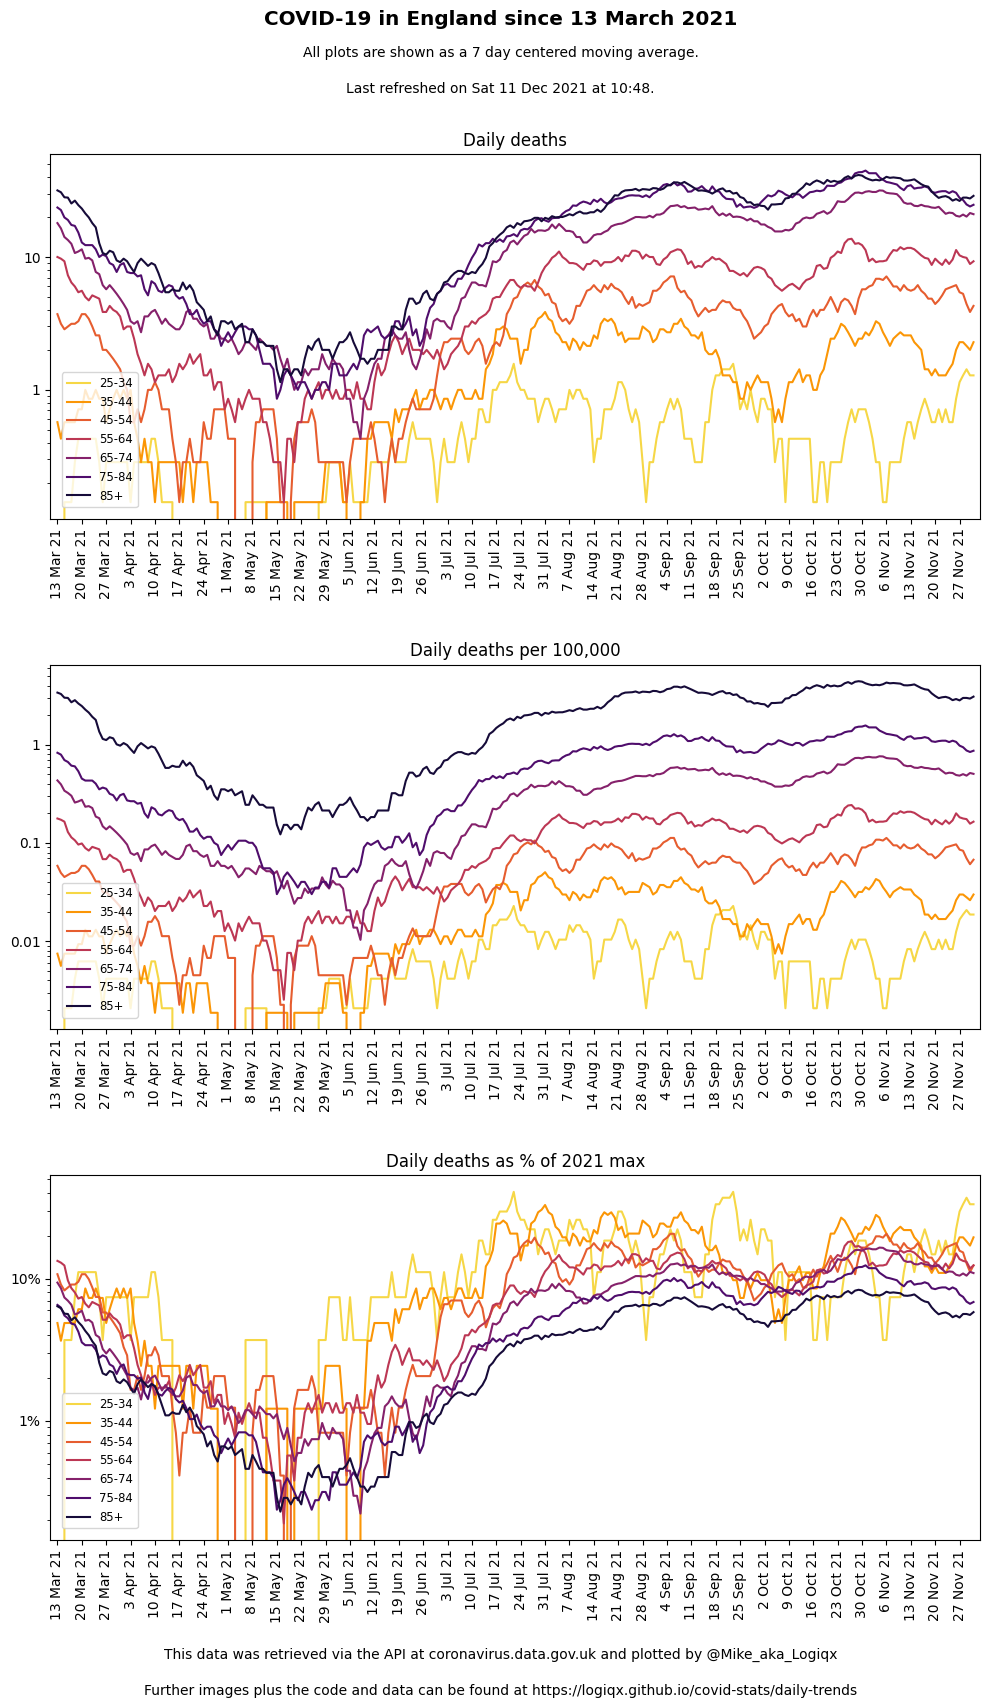 COVID-19 in England since 13 March 2021
All plots are shown as a 7 day centered moving average.
Last refreshed on Sat 11 Dec 2021 at 10:48.
Daily deaths
10
1
25-34
35-44
45-54
55-64
65-74
75-84
85+
13 Mar 21
20 Mar 21
27 Mar 21
3 Apr 21
10 Apr 21
17 Apr 21
24 Apr 21
1 May 21
8 May 21
15 May 21
22 May 21
29 May 21
5 Jun 21
12 Jun 21
19 Jun 21
26 Jun 21
3 Jul 21
10 Jul 21
17 Jul 21
24 Jul 21
31 Jul 21
7 Aug 21
14 Aug 21
21 Aug 21
28 Aug 21
4 Sep 21
11 Sep 21
18 Sep 21
25 Sep 21
2 Oct 21
9 Oct 21
16 Oct 21
23 Oct 21
30 Oct 21
6 Nov 21
13 Nov 21
20 Nov 21
27 Nov 21
Daily deaths per 100,000
1
0.1
0.01
25-34
35-44
45-54
55-64
65-74
75-84
85+
13 Mar 21
20 Mar 21
27 Mar 21
3 Apr 21
10 Apr 21
17 Apr 21
24 Apr 21
1 May 21
8 May 21
15 May 21
22 May 21
29 May 21
5 Jun 21
12 Jun 21
19 Jun 21
26 Jun 21
3 Jul 21
10 Jul 21
17 Jul 21
24 Jul 21
31 Jul 21
7 Aug 21
14 Aug 21
21 Aug 21
28 Aug 21
4 Sep 21
11 Sep 21
18 Sep 21
25 Sep 21
2 Oct 21
9 Oct 21
16 Oct 21
23 Oct 21
30 Oct 21
6 Nov 21
13 Nov 21
20 Nov 21
27 Nov 21
Daily deaths as % of 2021 max
10%
1%
25-34
35-44
45-54
55-64
65-74
75-84
85+
13 Mar 21
20 Mar 21
27 Mar 21
3 Apr 21
10 Apr 21
17 Apr 21
24 Apr 21
1 May 21
8 May 21
15 May 21
22 May 21
29 May 21
5 Jun 21
12 Jun 21
19 Jun 21
26 Jun 21
3 Jul 21
10 Jul 21
17 Jul 21
24 Jul 21
31 Jul 21
7 Aug 21
14 Aug 21
21 Aug 21
28 Aug 21
4 Sep 21
11 Sep 21
18 Sep 21
25 Sep 21
2 Oct 21
9 Oct 21
16 Oct 21
23 Oct 21
30 Oct 21
6 Nov 21
13 Nov 21
20 Nov 21
27 Nov 21
This data was retrieved via the API at coronavirus.data.gov.uk and plotted by @Mike_aka_Logiqx
Further images plus the code and data can be found at https://logiqx.github.io/covid-stats/daily-trends